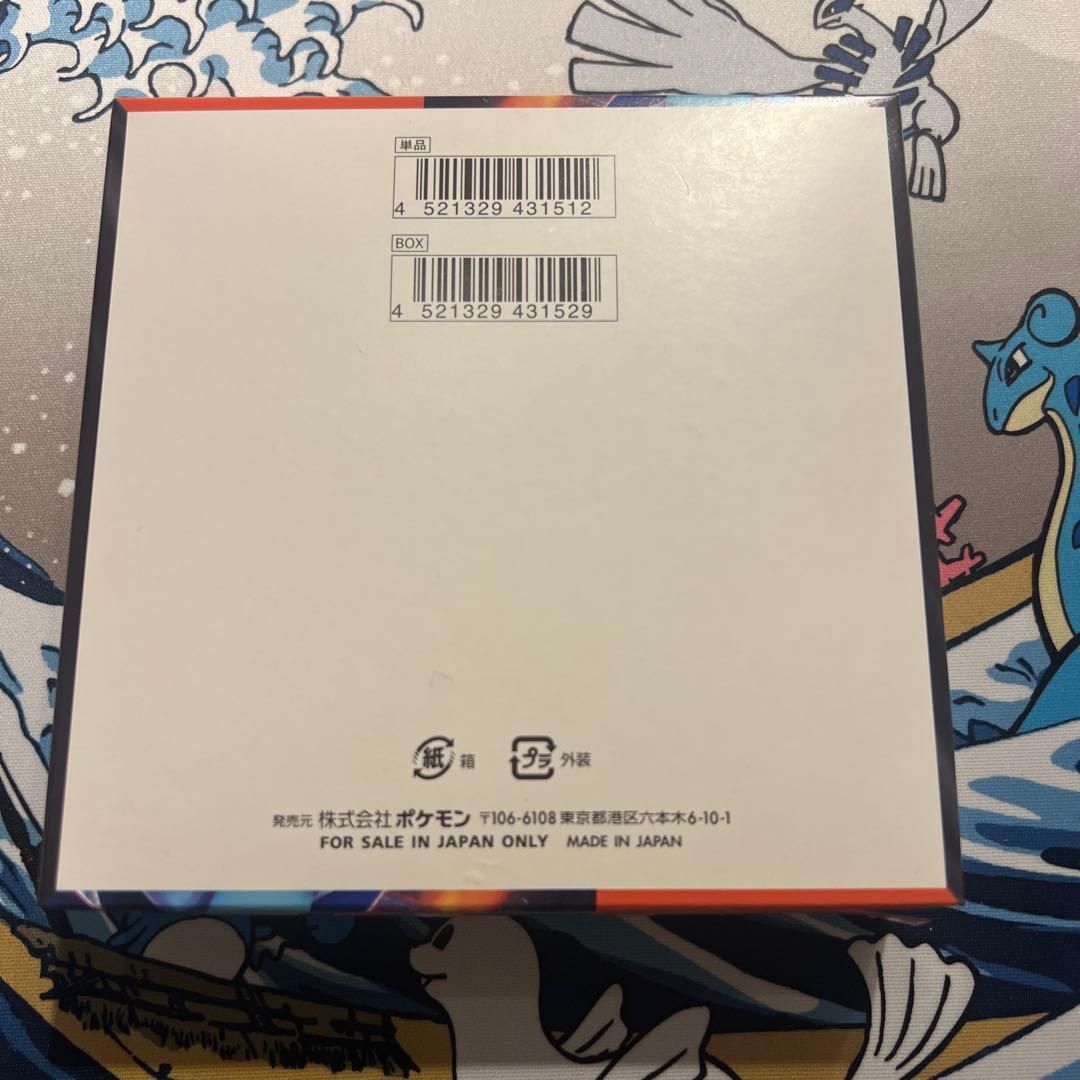 単品
4 521329 431512
BOX
4 521329 431529
紙 箱
プラ 外装
発売元 株式会社 ポケモン 〒106-6108 東京都港区六本木6-10-1
FOR SALE IN JAPAN ONLY MADE IN JAPAN